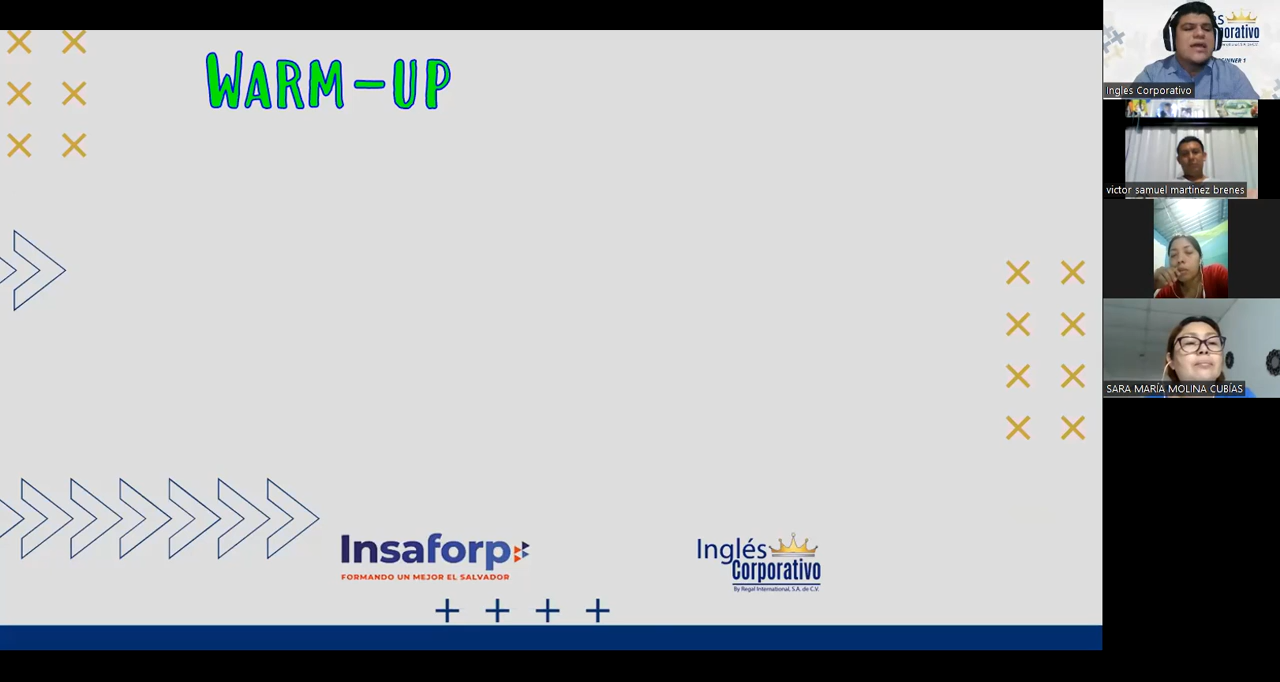 WARM-UP
Insaforp
FORMANDO UN MEJOR EL SALVADOR
Inglés
Corporativo
By Regal International, S.A. de C.V.
Ingles Corporativo
victor samuel martinez brenes
SARA MARÍA MOLINA CUBÍAS